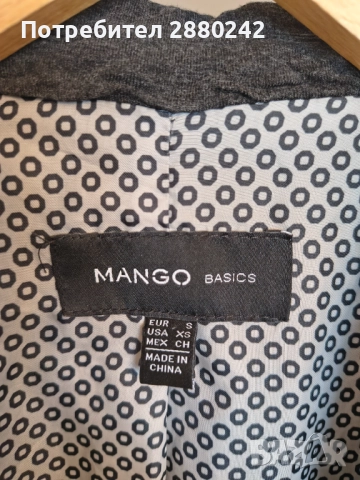 Потребител 2880242
MANGO BASICS
EUR S
USA XS
MEX CH
MADE IN
CHINA